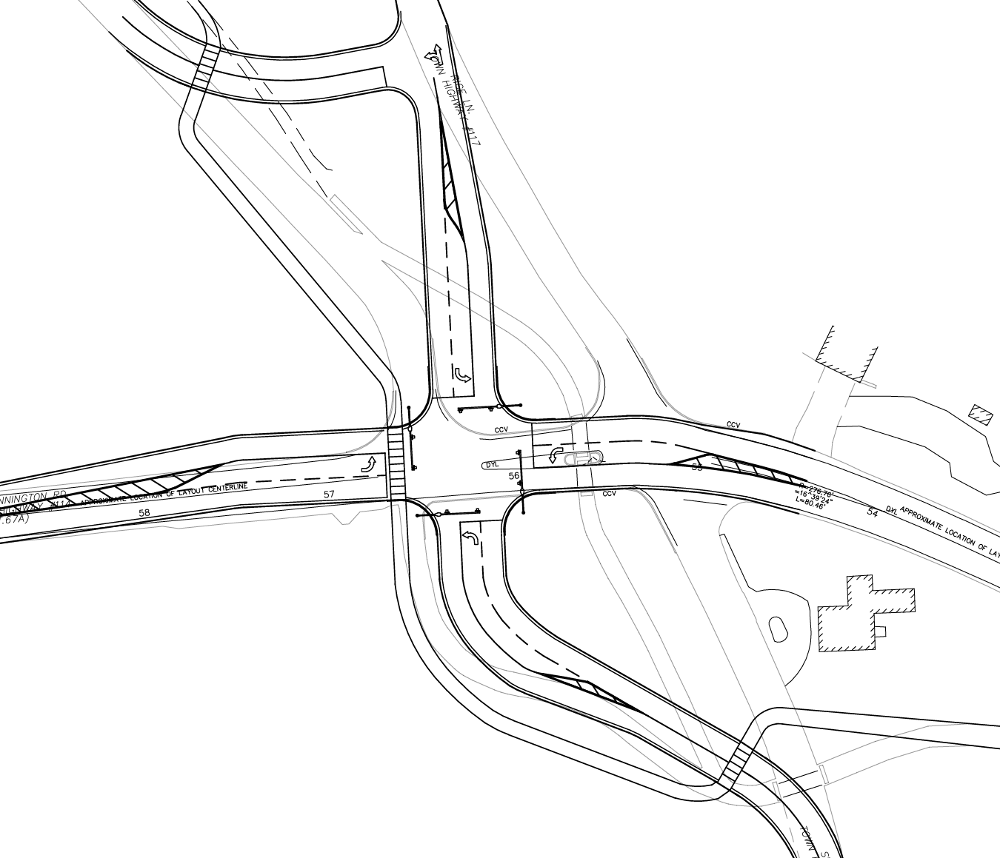 RICE LN.
OWN HIGHWAY #117
CCV
CCV
DYL
56
55
CCV
NNINGTON RD.
HIGHWAY #114
.67A)
APPROXIMATE LOCATION OF LAYOUT CENTERLINE
57
58
=16°39'24"
L=80.46'
54
DYL
APPROXIMATE LOCATION OF LAY
TOWN